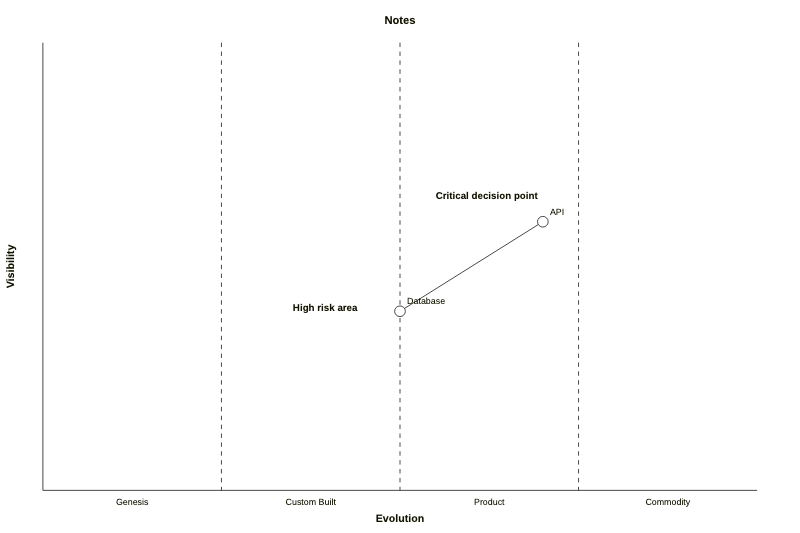 Notes
Critical decision point
API
Database
High risk area
Visibility
Genesis
Custom Built
Product
Commodity
Evolution